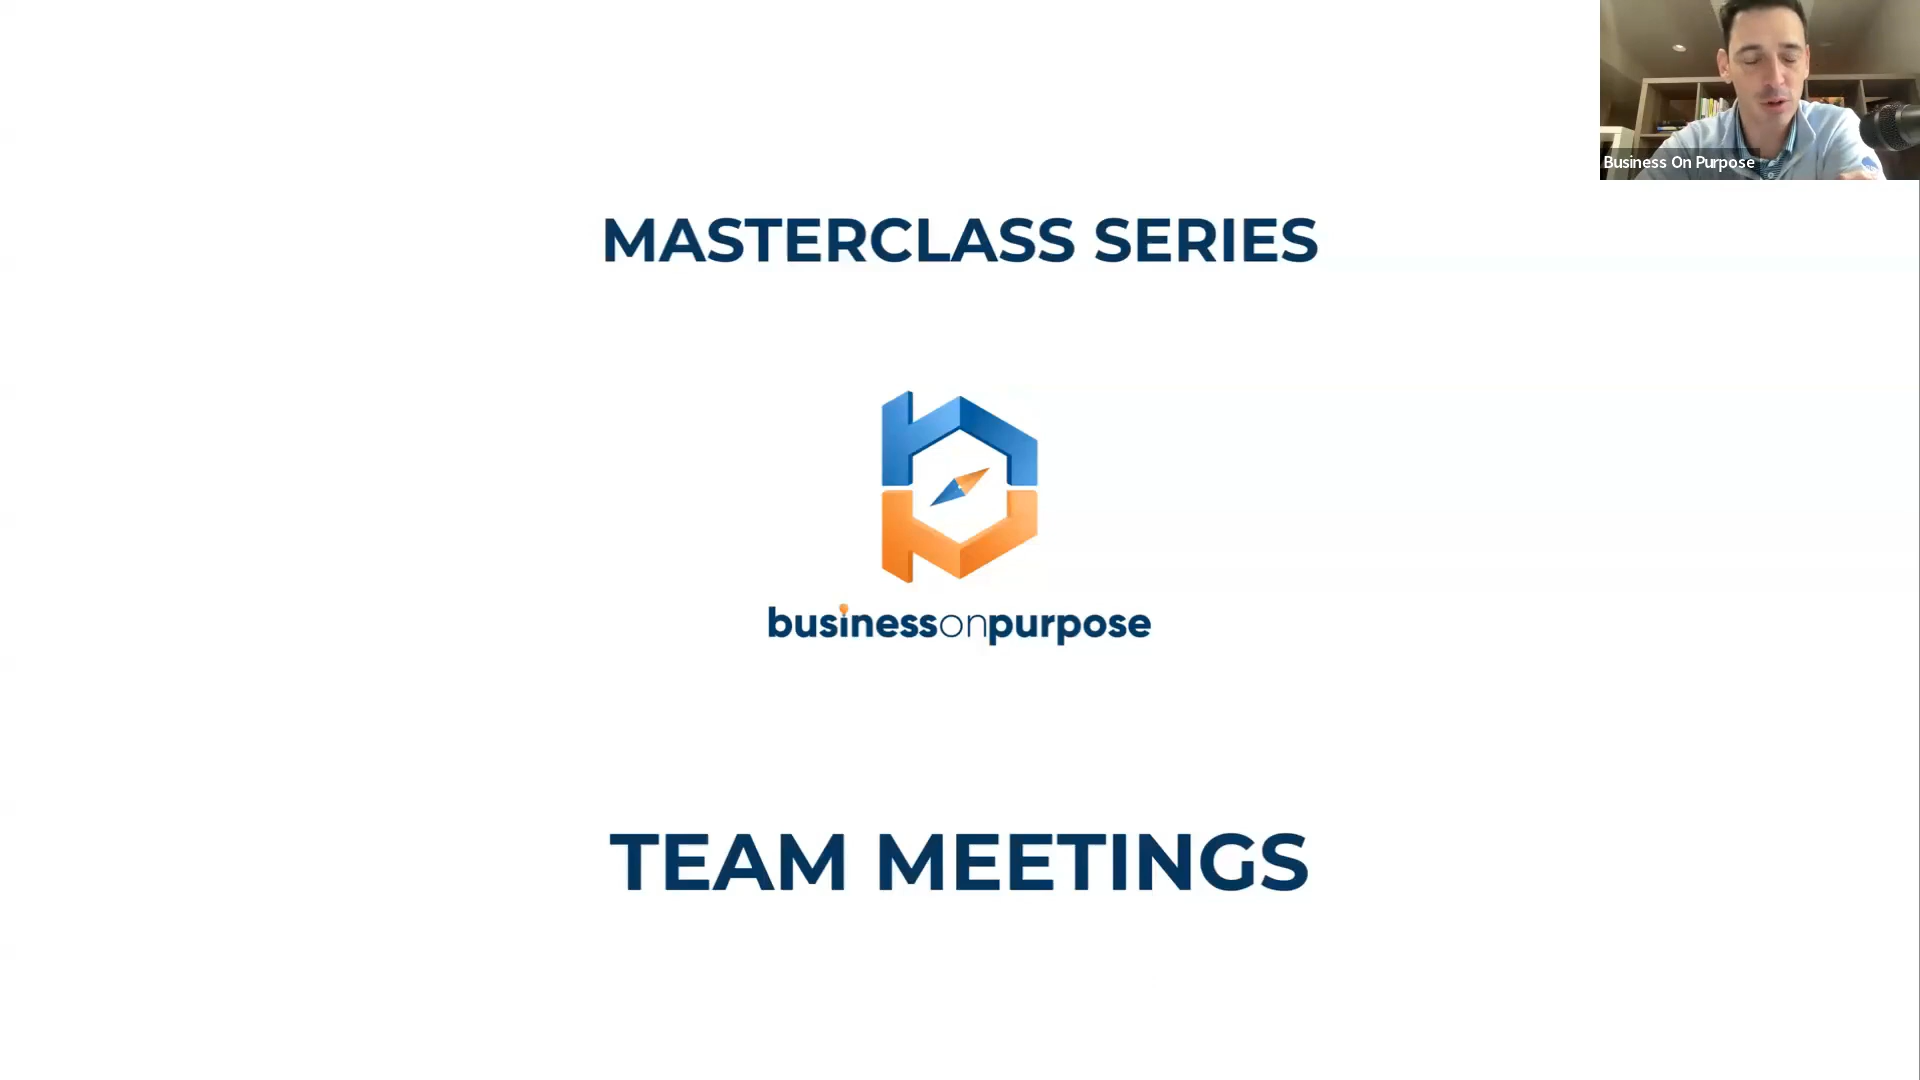 Business On Purpose
MASTERCLASS SERIES
businessonpurpose
TEAM MEETINGS